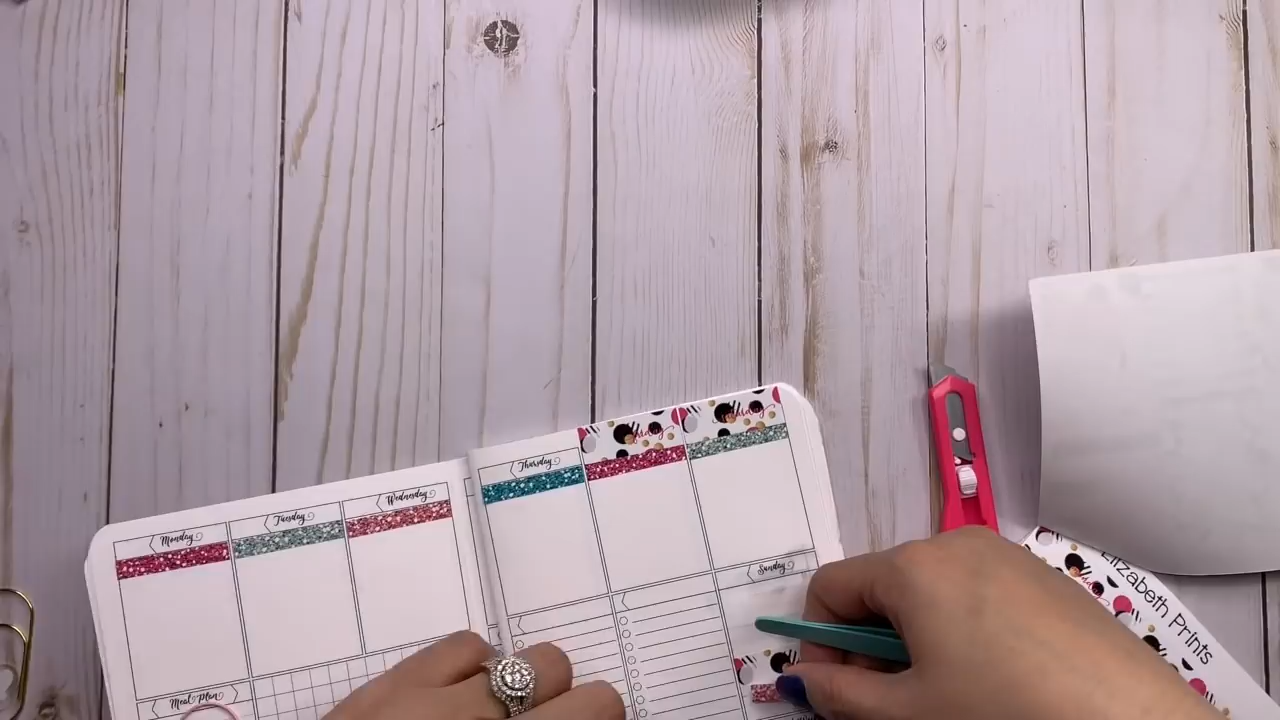 Monday
Tuesday
Wednesday
Thursday
Sunday
Meal Plan
Elizabeth Prints